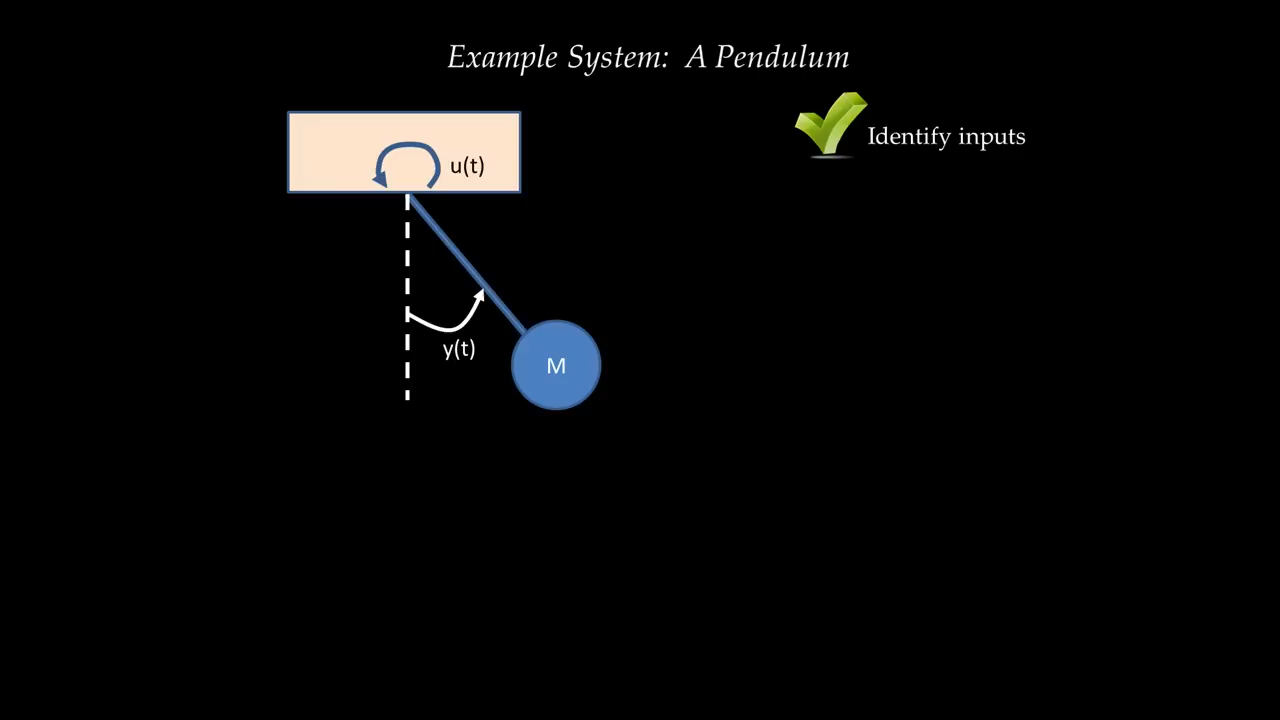 Example System: A Pendulum
Identify inputs
u(t)
y(t)
M